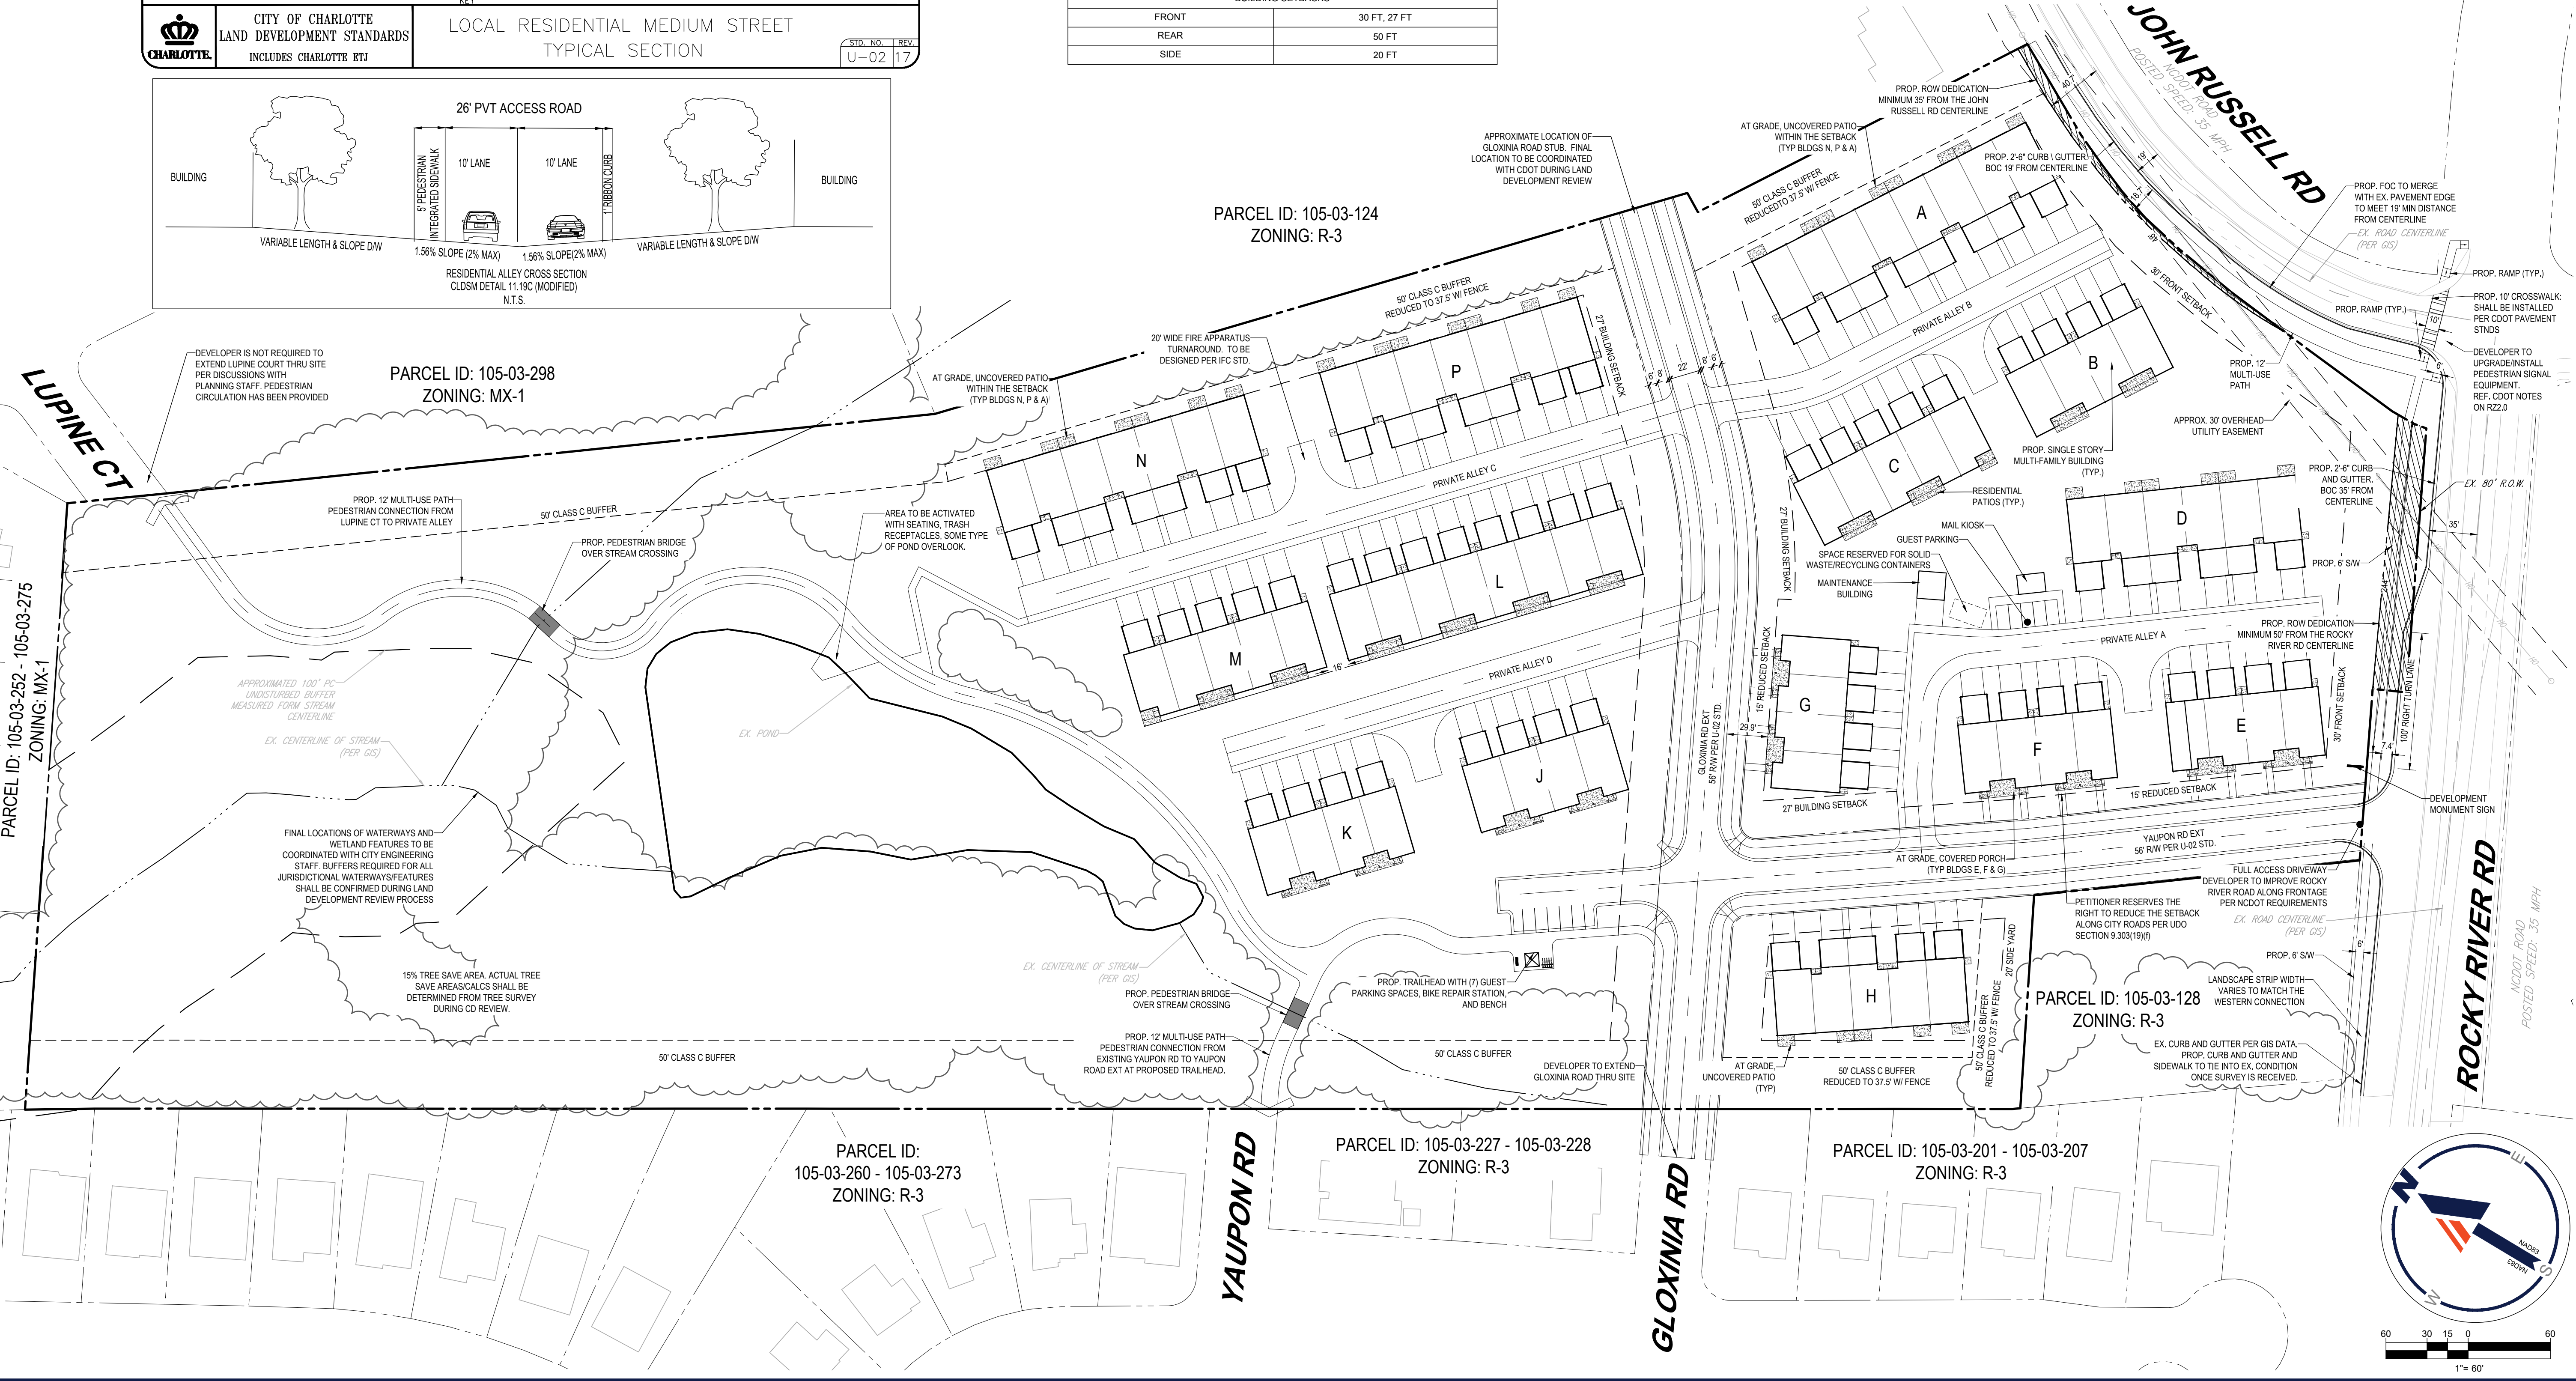 KEY
CITY OF CHARLOTTE
LAND DEVELOPMENT STANDARDS
INCLUDES CHARLOTTE ETJ
CHARLOTTE.
LOCAL RESIDENTIAL MEDIUM STREET
TYPICAL SECTION
STD. NO.
REV.
U-02
17
BUILDING SETBACKS
FRONT
30 FT, 27 FT
REAR
50 FT
SIDE
20 FT
26' PVT ACCESS ROAD
BUILDING
5' PEDESTRIAN
INTEGRATED SIDEWALK
10' LANE
10' LANE
1' RIBBON CURB
BUILDING
VARIABLE LENGTH & SLOPE D/W
1.56% SLOPE (2% MAX)
1.56% SLOPE(2% MAX)
VARIABLE LENGTH & SLOPE D/W
RESIDENTIAL ALLEY CROSS SECTION
CLDSM DETAIL 11.19C (MODIFIED)
N.T.S.
LUPINE CT
DEVELOPER IS NOT REQUIRED TO
EXTEND LUPINE COURT THRU SITE
PER DISCUSSIONS WITH
PLANNING STAFF. PEDESTRIAN
CIRCULATION HAS BEEN PROVIDED
PARCEL ID: 105-03-298
ZONING: MX-1
PARCEL ID: 105-03-124
ZONING: R-3
APPROXIMATE LOCATION OF
GLOXINIA ROAD STUB. FINAL
LOCATION TO BE COORDINATED
WITH CDOT DURING LAND
DEVELOPMENT REVIEW
AT GRADE, UNCOVERED PATIO
WITHIN THE SETBACK
(TYP BLDGS N, P & A)
PROP. ROW DEDICATION
MINIMUM 35' FROM THE JOHN
RUSSELL RD CENTERLINE
JOHN RUSSELL RD
NCDOT ROAD
POSTED SPEED: 35 MPH
40.7'
19'
18.7'
48'
PROP. 2'-6" CURB \ GUTTER.
BOC 19' FROM CENTERLINE
PROP. FOC TO MERGE
WITH EX. PAVEMENT EDGE
TO MEET 19' MIN DISTANCE
FROM CENTERLINE
EX. ROAD CENTERLINE
(PER GIS)
PROP. RAMP (TYP.)
PROP. 10' CROSSWALK:
SHALL BE INSTALLED
PER CDOT PAVEMENT
STNDS
PROP. RAMP (TYP.)
10'
DEVELOPER TO
UPGRADE/INSTALL
PEDESTRIAN SIGNAL
EQUIPMENT.
REF. CDOT NOTES
ON RZ2.0
6'
50' CLASS C BUFFER
REDUCED TO 37.5' W/ FENCE
50' CLASS C BUFFER
REDUCED TO 37.5' W/ FENCE
30' FRONT SETBACK
A
PRIVATE ALLEY B
B
C
P
N
20' WIDE FIRE APPARATUS
TURNAROUND. TO BE
DESIGNED PER IFC STD.
AT GRADE, UNCOVERED PATIO
WITHIN THE SETBACK
(TYP BLDGS N, P & A)
27' BUILDING SETBACK
6' 8' 22' 8' 6'
PROP. 12'
MULTI-USE
PATH
APPROX. 30' OVERHEAD
UTILITY EASEMENT
PROP. SINGLE STORY
MULTI-FAMILY BUILDING
(TYP.)
RESIDENTIAL
PATIOS (TYP.)
PROP. 2'-6" CURB
AND GUTTER.
BOC 35' FROM
CENTERLINE
EX. 80' R.O.W.
35'
PROP. 6' S/W
PRIVATE ALLEY C
PROP. 12' MULTI-USE PATH
PEDESTRIAN CONNECTION FROM
LUPINE CT TO PRIVATE ALLEY
50' CLASS C BUFFER
PROP. PEDESTRIAN BRIDGE
OVER STREAM CROSSING
AREA TO BE ACTIVATED
WITH SEATING, TRASH
RECEPTACLES, SOME TYPE
OF POND OVERLOOK.
27' BUILDING SETBACK
MAIL KIOSK
GUEST PARKING
SPACE RESERVED FOR SOLID
WASTE/RECYCLING CONTAINERS
MAINTENANCE
BUILDING
D
L
M
16'
PRIVATE ALLEY D
PRIVATE ALLEY A
PROP. ROW DEDICATION
MINIMUM 50' FROM THE ROCKY
RIVER RD CENTERLINE
PARCEL ID: 105-03-252 - 105-03-275
ZONING: MX-1
APPROXIMATED 100' PC
UNDISTURBED BUFFER
MEASURED FORM STREAM
CENTERLINE
EX. CENTERLINE OF STREAM
(PER GIS)
EX. POND
15' REDUCED SETBACK
29.9'
G
F
E
30' FRONT SETBACK
100' RIGHT TURN LANE
7.4'
GLOXINIA RD EXT
56' R/W PER U-02 STD.
J
K
27' BUILDING SETBACK
15' REDUCED SETBACK
DEVELOPMENT
MONUMENT SIGN
YAUPON RD EXT
56' R/W PER U-02 STD.
FINAL LOCATIONS OF WATERWAYS AND
WETLAND FEATURES TO BE
COORDINATED WITH CITY ENGINEERING
STAFF. BUFFERS REQUIRED FOR ALL
JURISDICTIONAL WATERWAYS/FEATURES
SHALL BE CONFIRMED DURING LAND
DEVELOPMENT REVIEW PROCESS
AT GRADE, COVERED PORCH
(TYP BLDGS E, F & G)
FULL ACCESS DRIVEWAY
DEVELOPER TO IMPROVE ROCKY
RIVER ROAD ALONG FRONTAGE
PER NCDOT REQUIREMENTS
PETITIONER RESERVES THE
RIGHT TO REDUCE THE SETBACK
ALONG CITY ROADS PER UDO
SECTION 9.303(19)(f)
EX. ROAD CENTERLINE
(PER GIS)
6'
PROP. 6' S/W
ROCKY RIVER RD
NCDOT ROAD
POSTED SPEED: 35 MPH
15% TREE SAVE AREA. ACTUAL TREE
SAVE AREAS/CALCS SHALL BE
DETERMINED FROM TREE SURVEY
DURING CD REVIEW.
EX. CENTERLINE OF STREAM
(PER GIS)
PROP. PEDESTRIAN BRIDGE
OVER STREAM CROSSING
PROP. TRAILHEAD WITH (7) GUEST
PARKING SPACES, BIKE REPAIR STATION,
AND BENCH
H
20' SIDE YARD
50' CLASS C BUFFER
REDUCED TO 37.5' W/ FENCE
PARCEL ID: 105-03-128
ZONING: R-3
LANDSCAPE STRIP WIDTH
VARIES TO MATCH THE
WESTERN CONNECTION
PROP. 12' MULTI-USE PATH
PEDESTRIAN CONNECTION FROM
EXISTING YAUPON RD TO YAUPON
ROAD EXT AT PROPOSED TRAILHEAD.
50' CLASS C BUFFER
50' CLASS C BUFFER
DEVELOPER TO EXTEND
GLOXINIA ROAD THRU SITE
AT GRADE,
UNCOVERED PATIO
(TYP)
50' CLASS C BUFFER
REDUCED TO 37.5' W/ FENCE
EX. CURB AND GUTTER PER GIS DATA.
PROP. CURB AND GUTTER AND
SIDEWALK TO TIE INTO EX. CONDITION
ONCE SURVEY IS RECEIVED.
PARCEL ID:
105-03-260 - 105-03-273
ZONING: R-3
YAUPON RD
PARCEL ID: 105-03-227 - 105-03-228
ZONING: R-3
GLOXINIA RD
PARCEL ID: 105-03-201 - 105-03-207
ZONING: R-3
N
E
S
W
NAD83
NAD83
60 30 15 0 60
1"= 60'